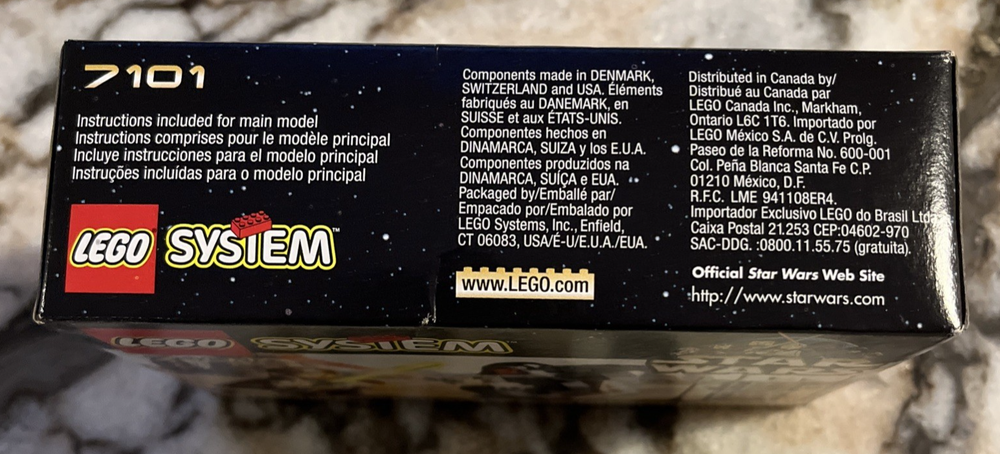 7101
Instructions included for main model
Instructions comprises pour le modèle principal
Incluye instrucciones para el modelo principal
Instruções incluídas para o modelo principal
LEGO SYSTEM™
Components made in DENMARK,
SWITZERLAND and USA. Éléments
fabriqués au DANEMARK, en
SUISSE et aux ÉTATS-UNIS.
Componentes hechos en
DINAMARCA, SUIZA y los E.U.A.
Componentes produzidos na
DINAMARCA, SUÍÇA e EUA.
Packaged by/Emballé par/
Empacado por/Embalado por
LEGO Systems, Inc., Enfield,
CT 06083, USA/É-U/E.U.A./EUA.
www.LEGO.com
Distributed in Canada by/
Distribué au Canada par
LEGO Canada Inc., Markham,
Ontario L6C 1T6. Importado por
LEGO México S.A. de C.V. Prolg.
Paseo de la Reforma No. 600-001
Col. Peña Blanca Santa Fe C.P.
01210 México, D.F.
R.F.C. LME 941108ER4.
Importador Exclusivo LEGO do Brasil Ltda
Caixa Postal 21.253 CEP:04602-970
SAC-DDG. :0800.11.55.75 (gratuita).
Official Star Wars Web Site
http://www.starwars.com
LEGO SYSTEM
STAR
WARS